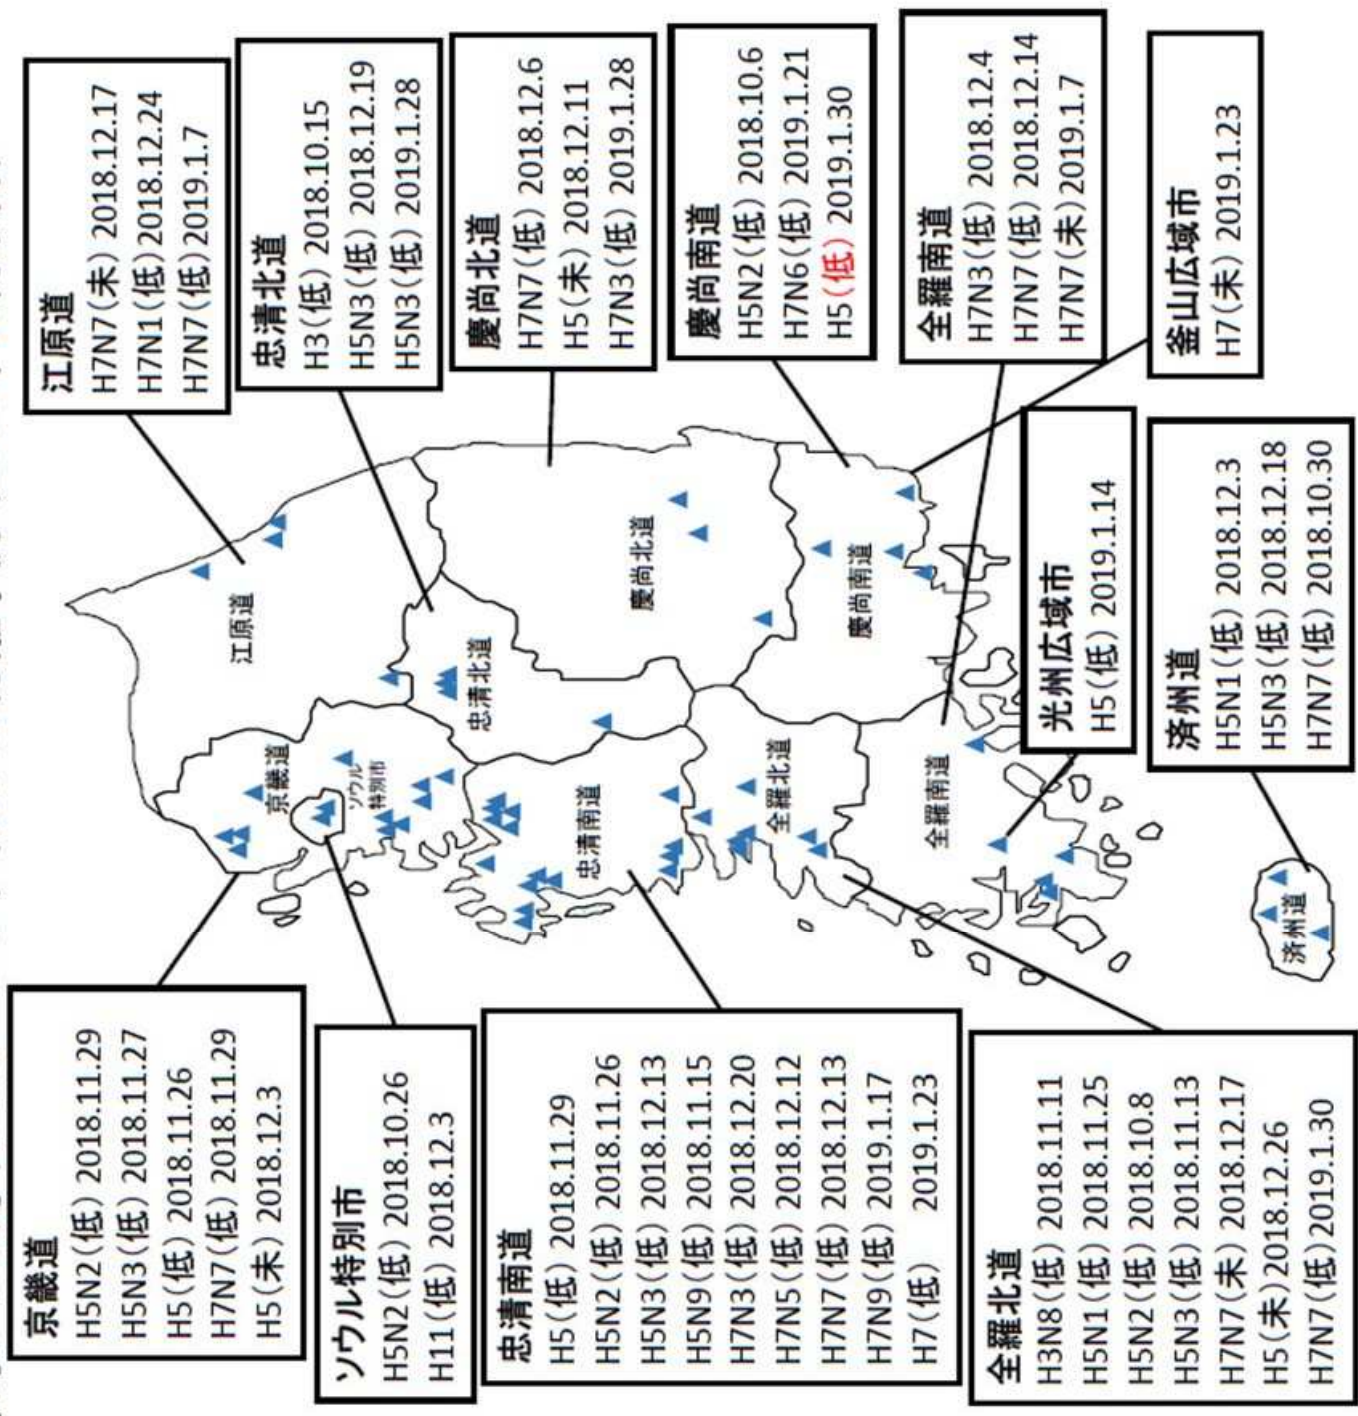 京畿道
H5N2(低) 2018.11.29
H5N3(低) 2018.11.27
H5(低) 2018.11.26
H7N7(低) 2018.11.29
H5(未) 2018.12.3
ソウル特別市
H5N2(低) 2018.10.26
H11(低) 2018.12.3
忠清南道
H5(低) 2018.11.29
H5N2(低) 2018.11.26
H5N3(低) 2018.12.13
H5N9(低) 2018.11.15
H7N3(低) 2018.12.20
H7N5(低) 2018.12.12
H7N7(低) 2018.12.13
H7N9(低) 2019.1.17
H7(低) 2019.1.23
全羅北道
H3N8(低) 2018.11.11
H5N1(低) 2018.11.25
H5N2(低) 2018.10.8
H5N3(低) 2018.11.13
H7N7(未) 2018.12.17
H5(未)2018.12.26
H7N7(低)2019.1.30
江原道
京畿道
ソウル
特別市
忠清北道
忠清南道
慶尚北道
全羅北道
慶尚南道
全羅南道
済州道
江原道
H7N7(未) 2018.12.17
H7N1(低)2018.12.24
H7N7(低)2019.1.7
忠清北道
H3(低) 2018.10.15
H5N3(低) 2018.12.19
H5N3(低) 2019.1.28
慶尚北道
H7N7(低) 2018.12.6
H5(未) 2018.12.11
H7N3(低) 2019.1.28
慶尚南道
H5N2(低) 2018.10.6
H7N6(低) 2019.1.21
H5(低) 2019.1.30
全羅南道
H7N3(低) 2018.12.4
H7N7(低) 2018.12.14
H7N7(未)2019.1.7
釜山広域市
H7(未) 2019.1.23
光州広域市
H5(低) 2019.1.14
済州道
H5N1(低) 2018.12.3
H5N3(低) 2018.12.18
H7N7(低) 2018.10.30